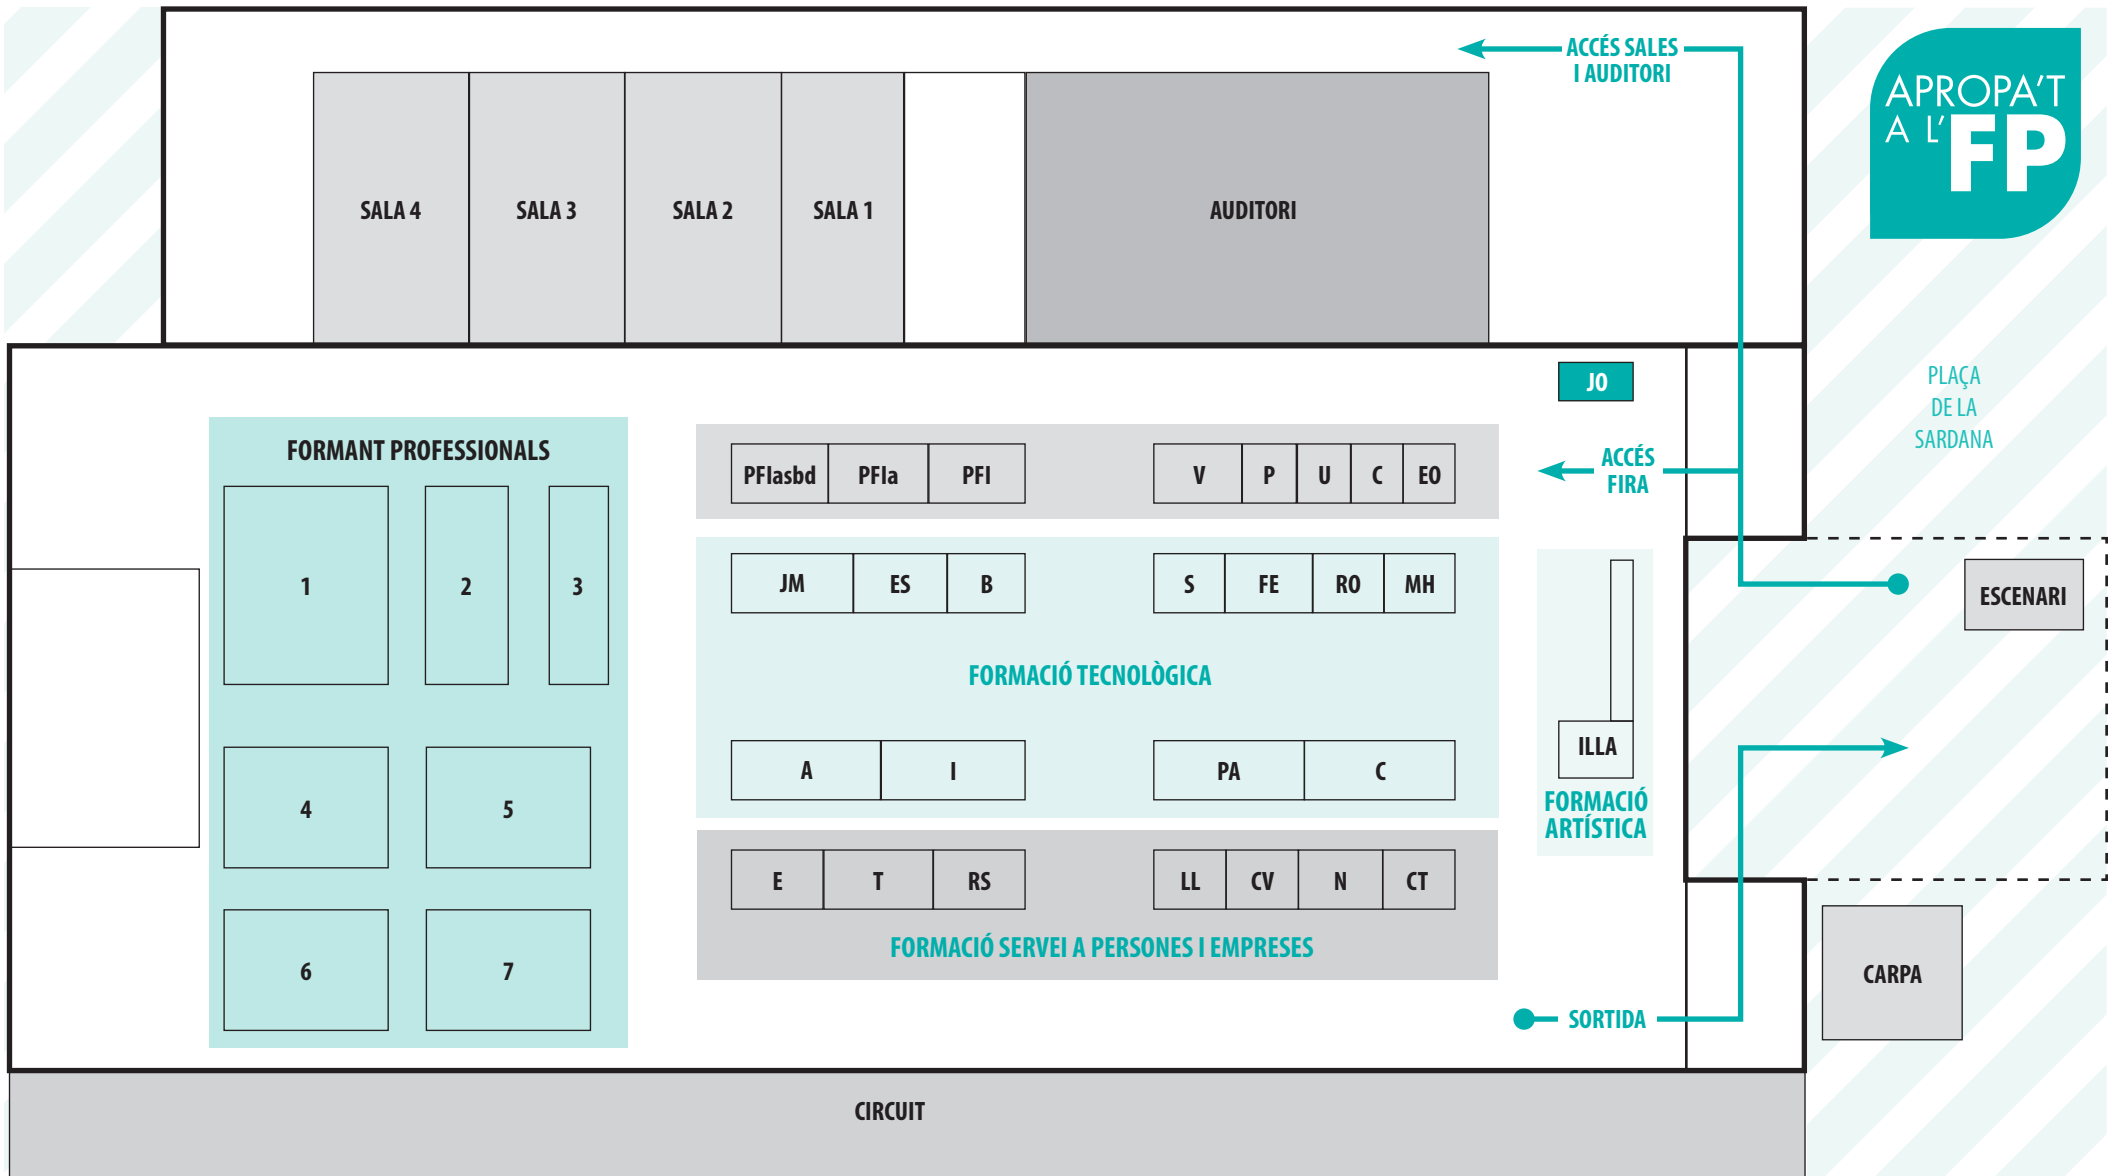 ACCÉS SALES
I AUDITORI
APROPA'T
A L'FP
SALA 4
SALA 3
SALA 2
SALA 1
AUDITORI
PLAÇA
DE LA
SARDANA
JO
ACCÉS
FIRA
FORMANT PROFESSIONALS
1
2
3
4
5
6
7
PFIasbd
PFIa
PFI
V
P
U
C
EO
JM
ES
B
S
FE
RO
MH
FORMACIÓ TECNOLÒGICA
A
I
PA
C
ILLA
FORMACIÓ
ARTÍSTICA
E
T
RS
LL
CV
N
CT
FORMACIÓ SERVEI A PERSONES I EMPRESES
ESCENARI
SORTIDA
CARPA
CIRCUIT